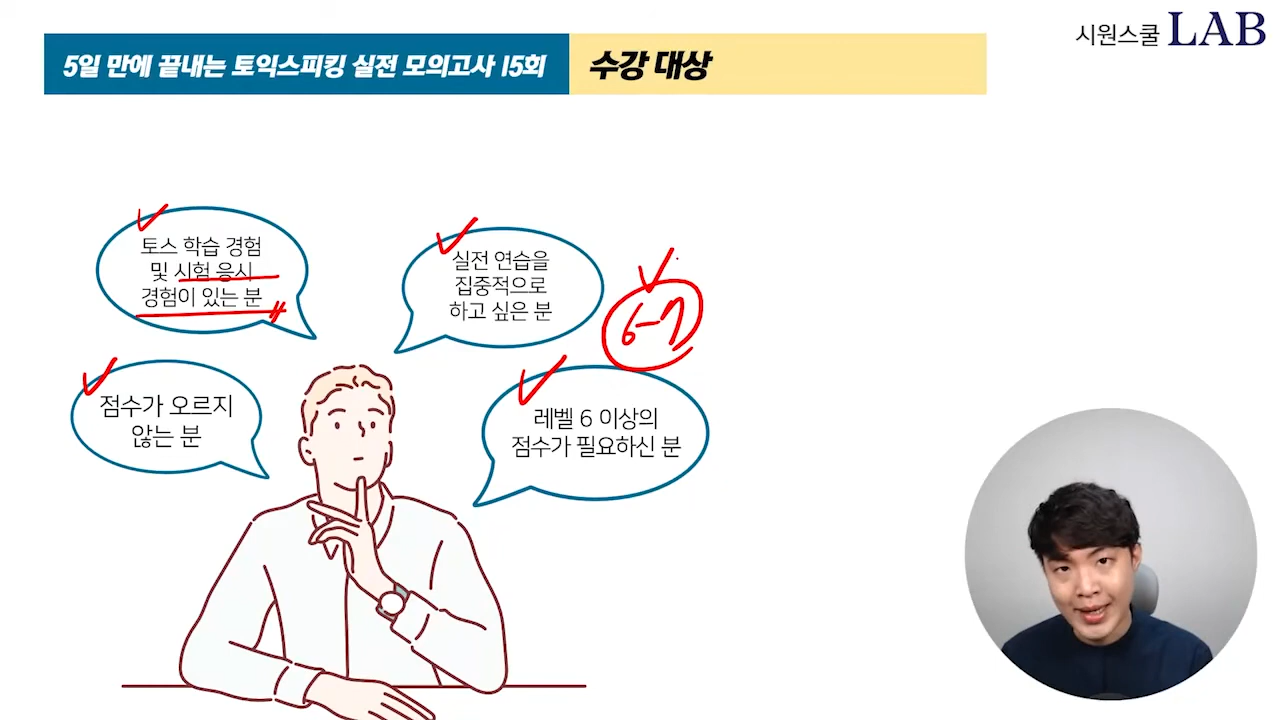 시원스쿨 LAB
5일 만에 끝내는 토익스피킹 실전 모의고사 15회
수강 대상
토스 학습 경험
및 시험 응시
경험이 있는 분
실전 연습을
집중적으로
하고 싶은 분
6-7
점수가 오르지
않는 분
레벨 6 이상의
점수가 필요하신 분